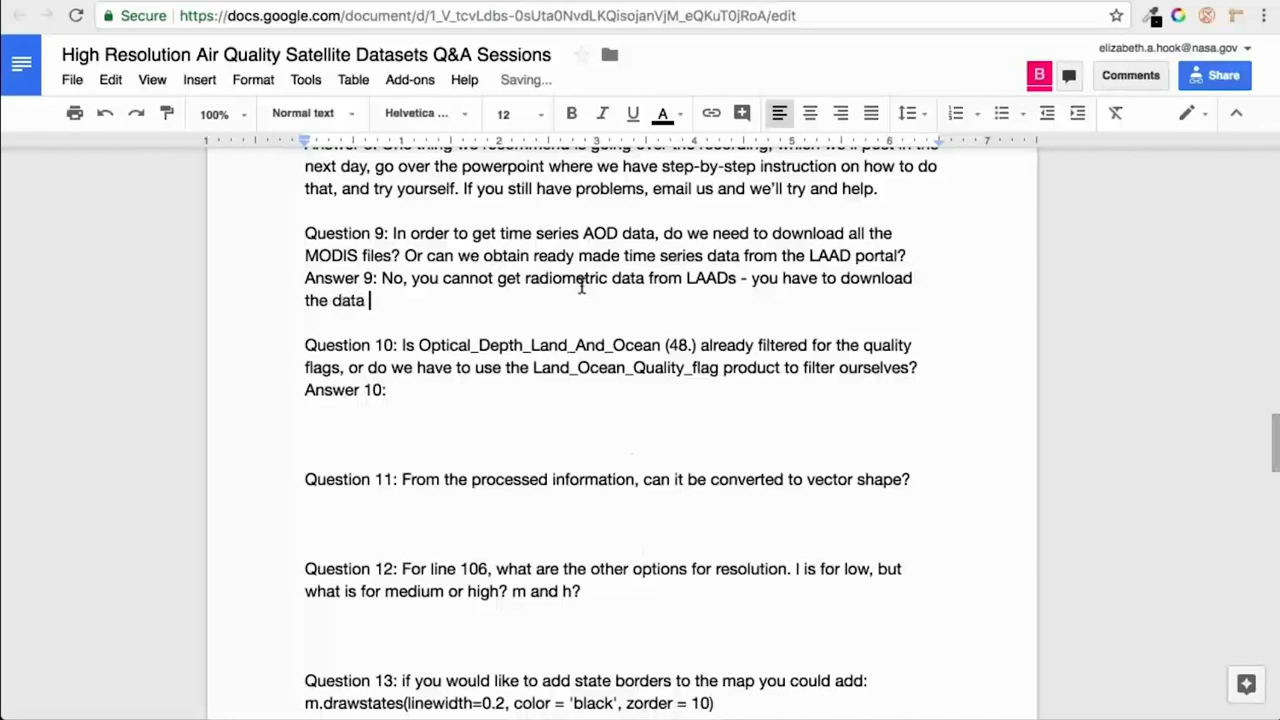 Secure https://docs.google.com/document/d/1_V_tcvLdbs-0sUta0NvdLKQisojanVjM_eQKuT0jRoA/edit
High Resolution Air Quality Satellite Datasets Q&A Sessions
elizabeth.a.hook@nasa.gov
File Edit View Insert Format Tools Table Add-ons Help Saving...
B Comments Share
100% Normal text Helvetica ... 12 B I U A
1 1 2 3 4 5 6 7
next day, go over the powerpoint where we have step-by-step instruction on how to do
that, and try yourself. If you still have problems, email us and we'll try and help.
Question 9: In order to get time series AOD data, do we need to download all the
MODIS files? Or can we obtain ready made time series data from the LAAD portal?
Answer 9: No, you cannot get radiometric data from LAADs - you have to download
the data
Question 10: Is Optical_Depth_Land_And_Ocean (48.) already filtered for the quality
flags, or do we have to use the Land_Ocean_Quality_flag product to filter ourselves?
Answer 10:
Question 11: From the processed information, can it be converted to vector shape?
Question 12: For line 106, what are the other options for resolution. I is for low, but
what is for medium or high? m and h?
Question 13: if you would like to add state borders to the map you could add:
m.drawstates(linewidth=0.2, color = 'black', zorder = 10)